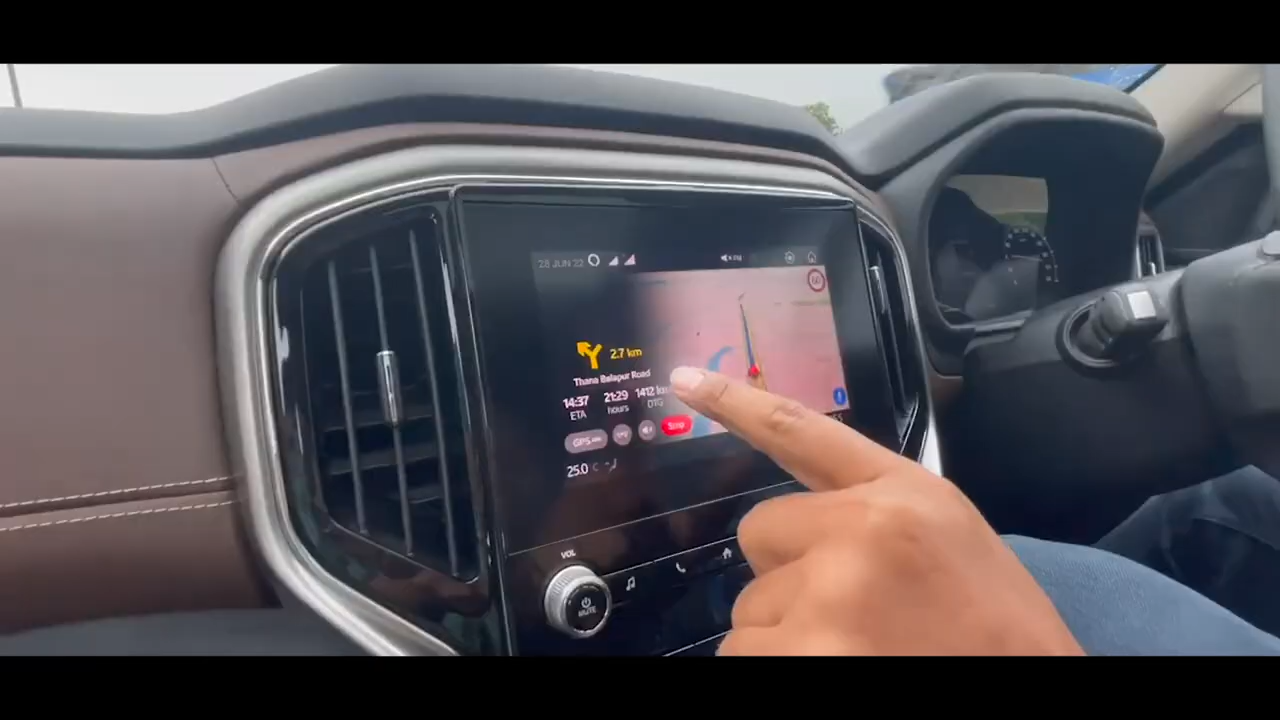 28 JUN 22
60
2.7 km
Thana Balapur Road
14:37 21:29 1412
ETA hours DTG
GPS Stop
25.0 C
VOL
MUTE